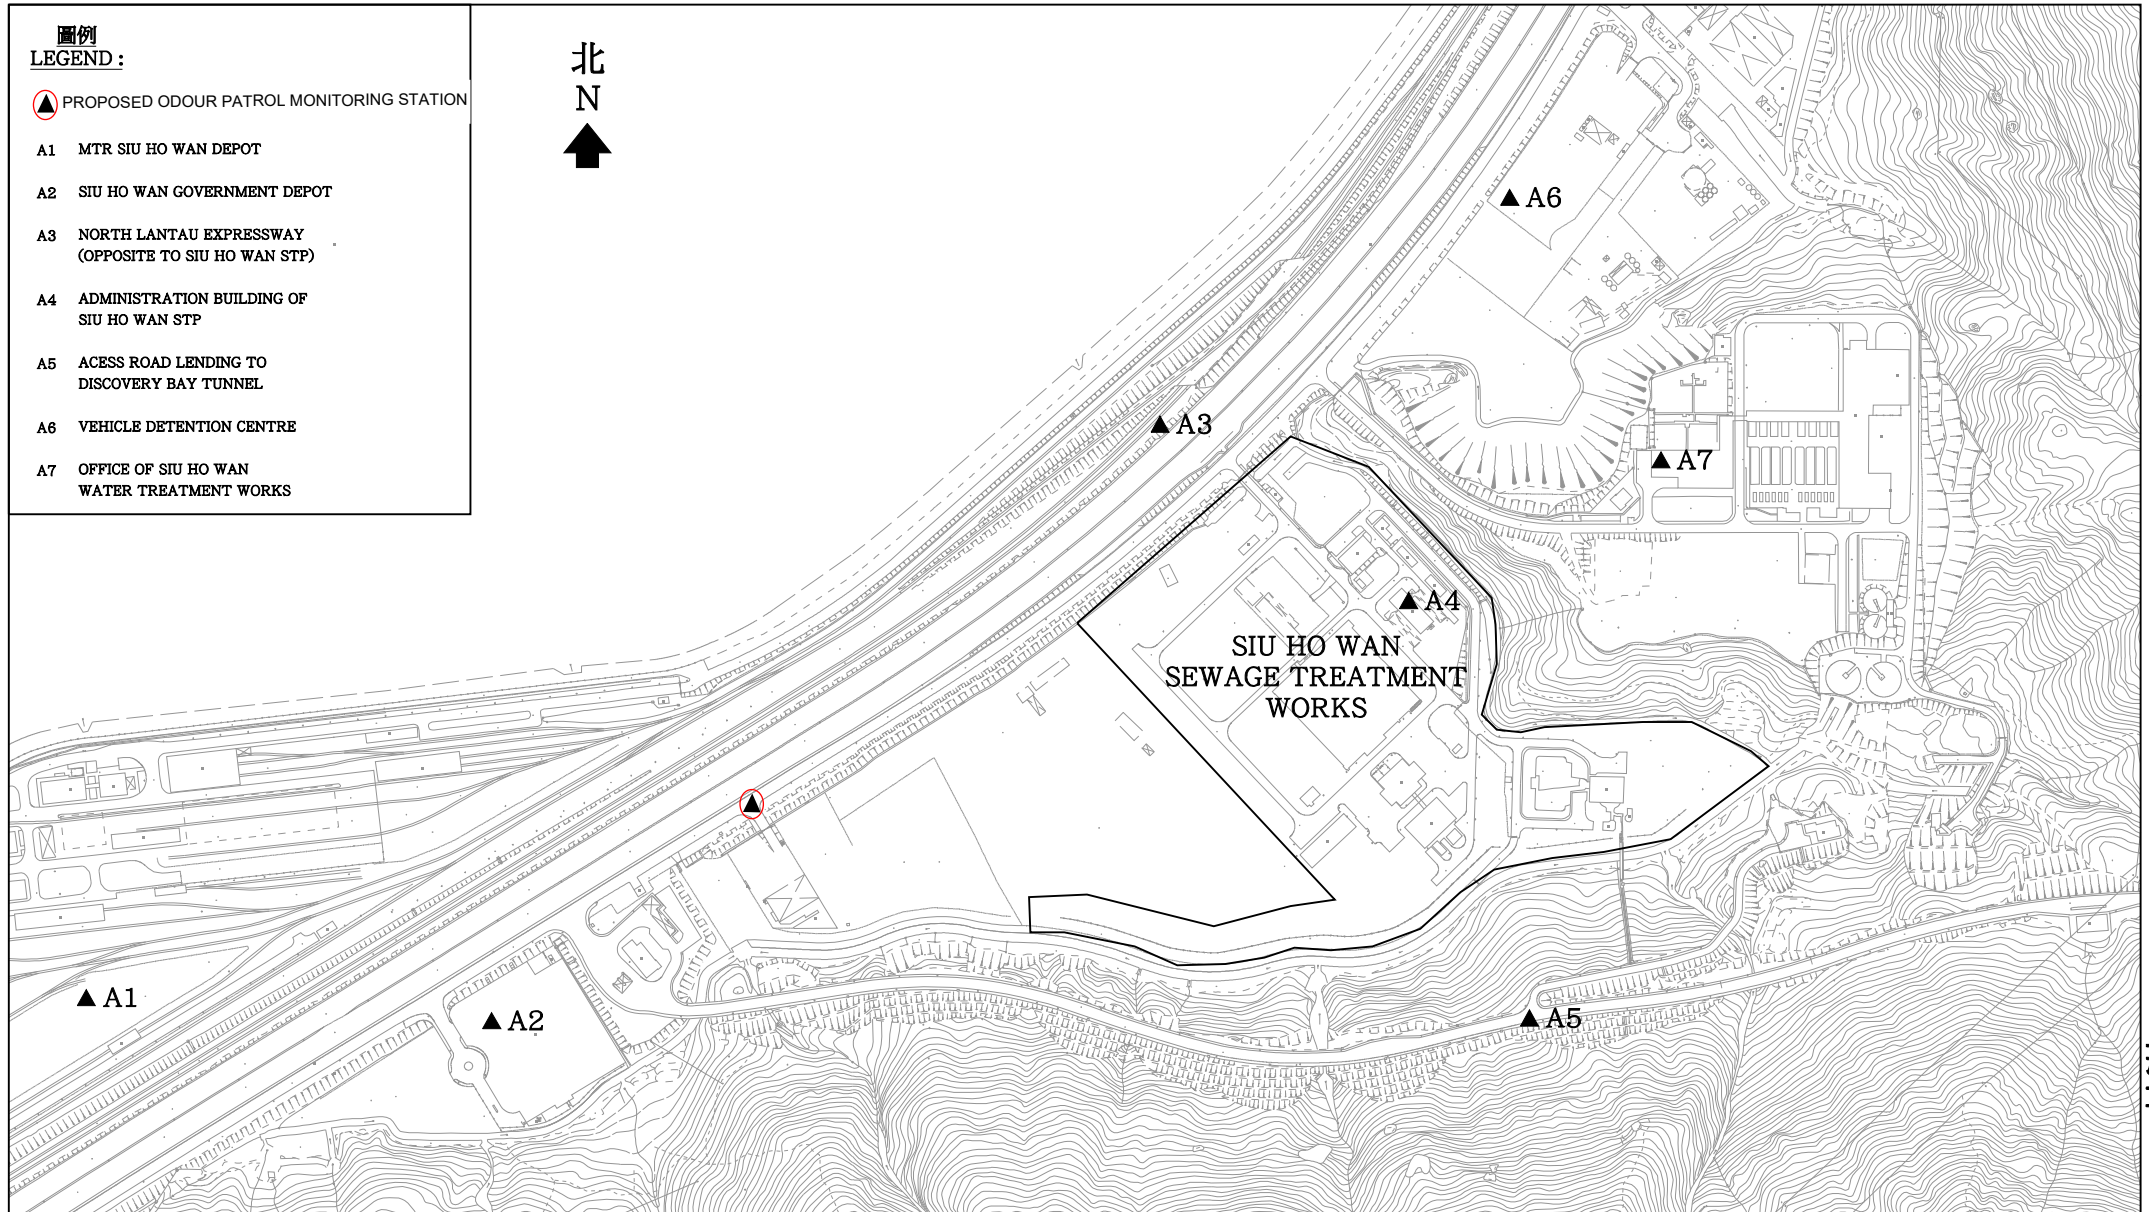 圖例
LEGEND :
PROPOSED ODOUR PATROL MONITORING STATION
A1 MTR SIU HO WAN DEPOT
A2 SIU HO WAN GOVERNMENT DEPOT
A3 NORTH LANTAU EXPRESSWAY
(OPPOSITE TO SIU HO WAN STP)
A4 ADMINISTRATION BUILDING OF
SIU HO WAN STP
A5 ACESS ROAD LENDING TO
DISCOVERY BAY TUNNEL
A6 VEHICLE DETENTION CENTRE
A7 OFFICE OF SIU HO WAN
WATER TREATMENT WORKS
北
N
A6
A3
A7
A4
SIU HO WAN
SEWAGE TREATMENT
WORKS
A1
A2
A5